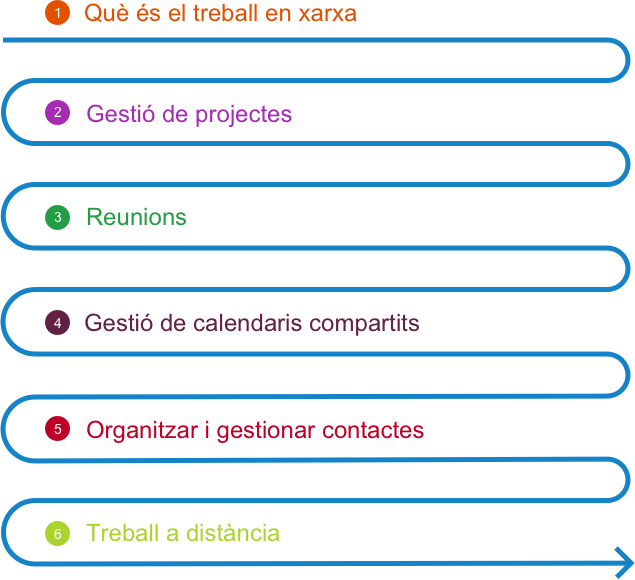 1 Què és el treball en xarxa
2 Gestió de projectes
3 Reunions
4 Gestió de calendaris compartits
5 Organitzar i gestionar contactes
6 Treball a distància